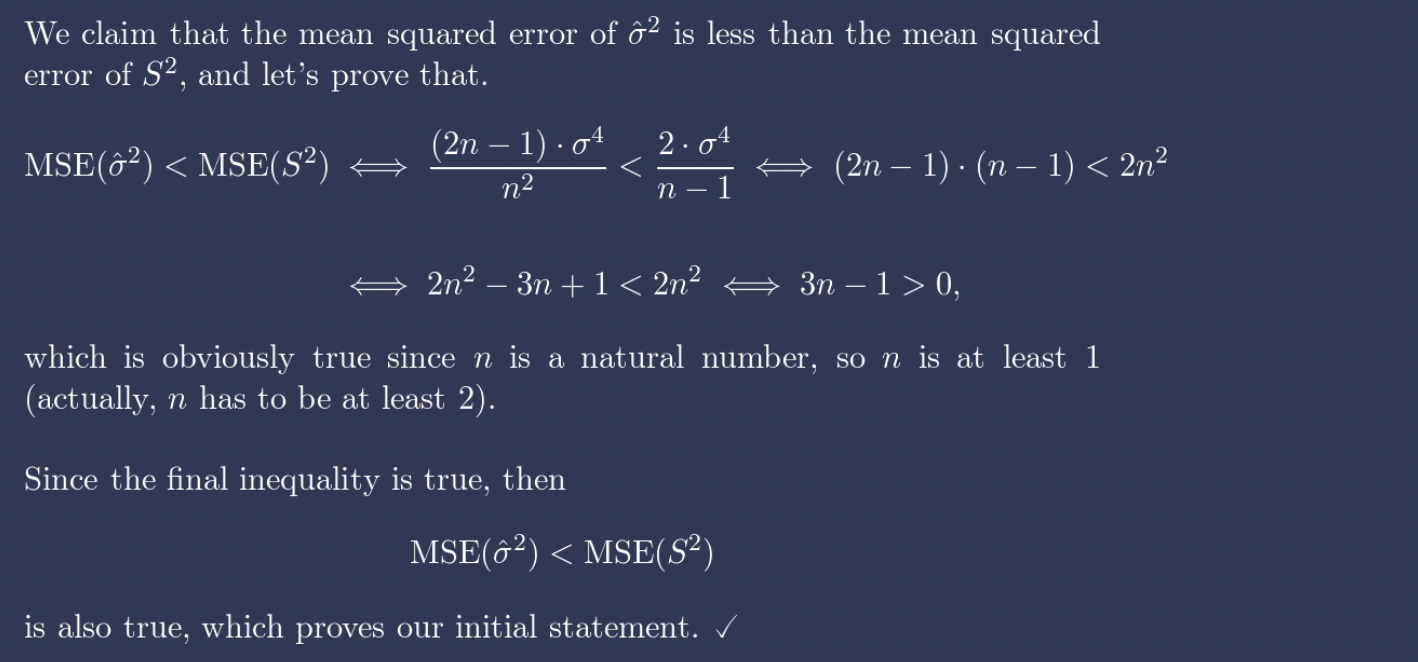 We claim that the mean squared error of σ̂² is less than the mean squared
error of S², and let's prove that.
MSE(σ̂²) < MSE(S²) ⟺ (2n − 1) · σ⁴ / n² < 2 · σ⁴ / n − 1 ⟺ (2n − 1) · (n − 1) < 2n²
⟺ 2n² − 3n + 1 < 2n² ⟺ 3n − 1 > 0,
which is obviously true since n is a natural number, so n is at least 1
(actually, n has to be at least 2).
Since the final inequality is true, then
MSE(σ̂²) < MSE(S²)
is also true, which proves our initial statement. ✓